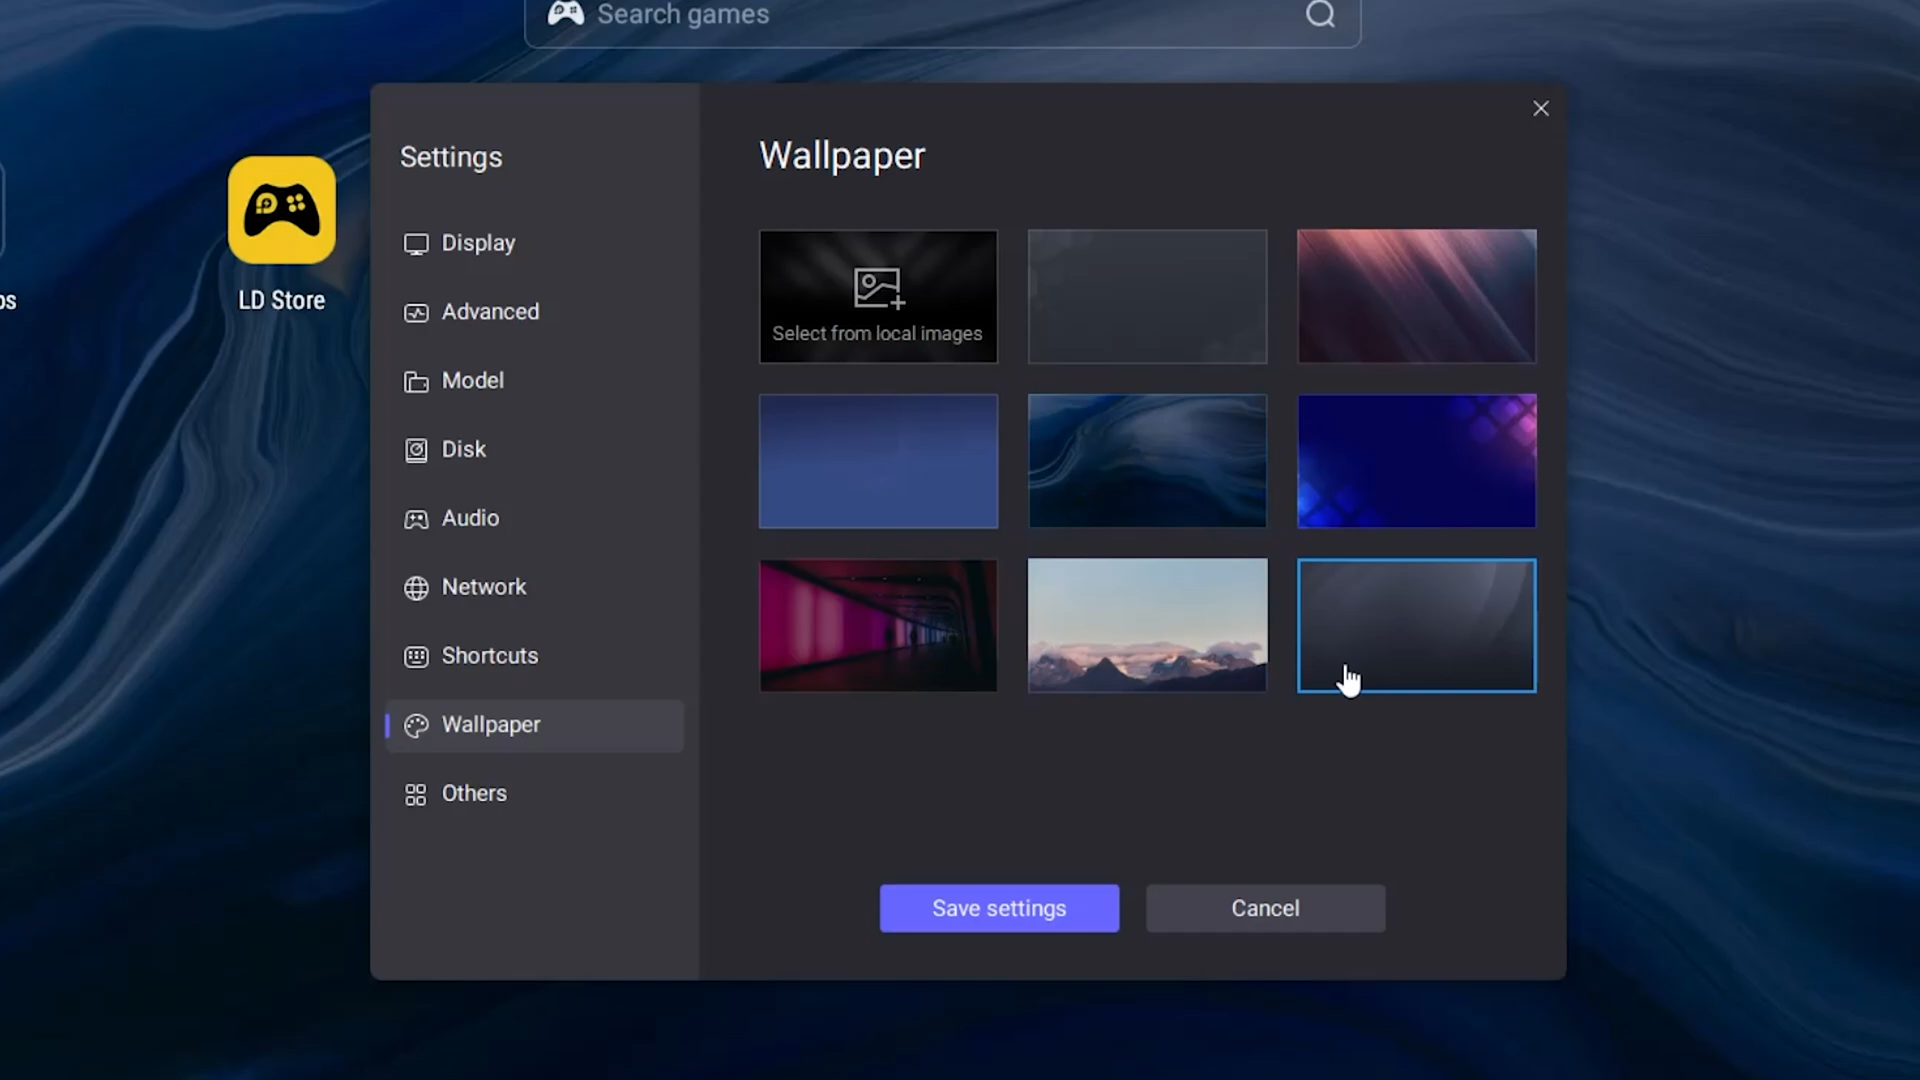 Search games
Settings
Wallpaper
Display
Select from local images
LD Store
Advanced
Model
Disk
Audio
Network
Shortcuts
Wallpaper
Others
Save settings
Cancel